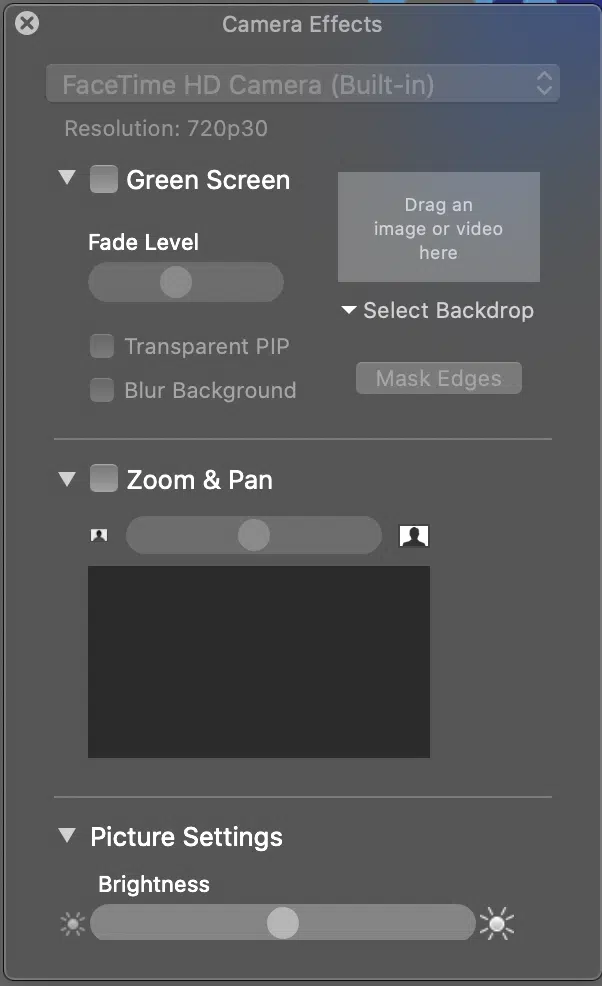 Camera Effects
FaceTime HD Camera (Built-in)
Resolution: 720p30
Green Screen
Fade Level
Transparent PIP
Blur Background
Drag an
image or video
here
Select Backdrop
Mask Edges
Zoom & Pan
Picture Settings
Brightness